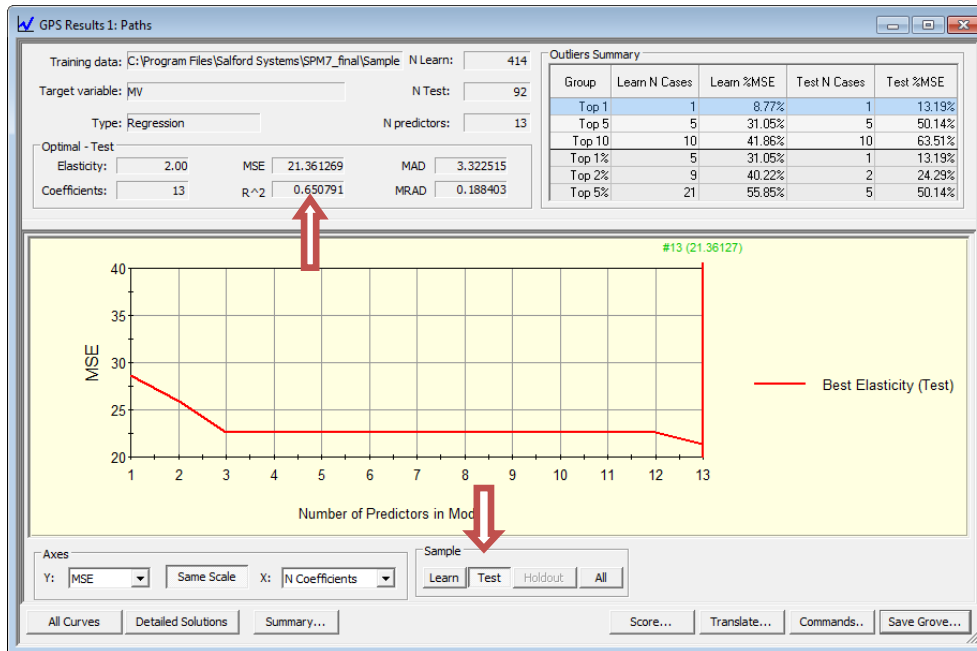 GPS Results 1: Paths
Training data: C:\Program Files\Salford Systems\SPM7_final\Sample N Learn: 414
Target variable: MV N Test: 92
Type: Regression N predictors: 13
Optimal - Test
Elasticity: 2.00 MSE 21.361269 MAD 3.322515
Coefficients: 13 R^2 0.650791 MRAD 0.188403
Outliers Summary
Group Learn N Cases Learn %MSE Test N Cases Test %MSE
Top 1 1 8.77% 1 13.19%
Top 5 5 31.05% 5 50.14%
Top 10 10 41.86% 10 63.51%
Top 1% 5 31.05% 1 13.19%
Top 2% 9 40.22% 2 24.29%
Top 5% 21 55.85% 5 50.14%
#13 (21.36127)
40
35
30
25
20
MSE
1 2 3 4 5 6 7 8 9 10 11 12 13
Number of Predictors in Mod
Best Elasticity (Test)
Axes
Y: MSE Same Scale X: N Coefficients
Sample
Learn Test Holdout All
All Curves Detailed Solutions Summary... Score... Translate... Commands.. Save Grove...